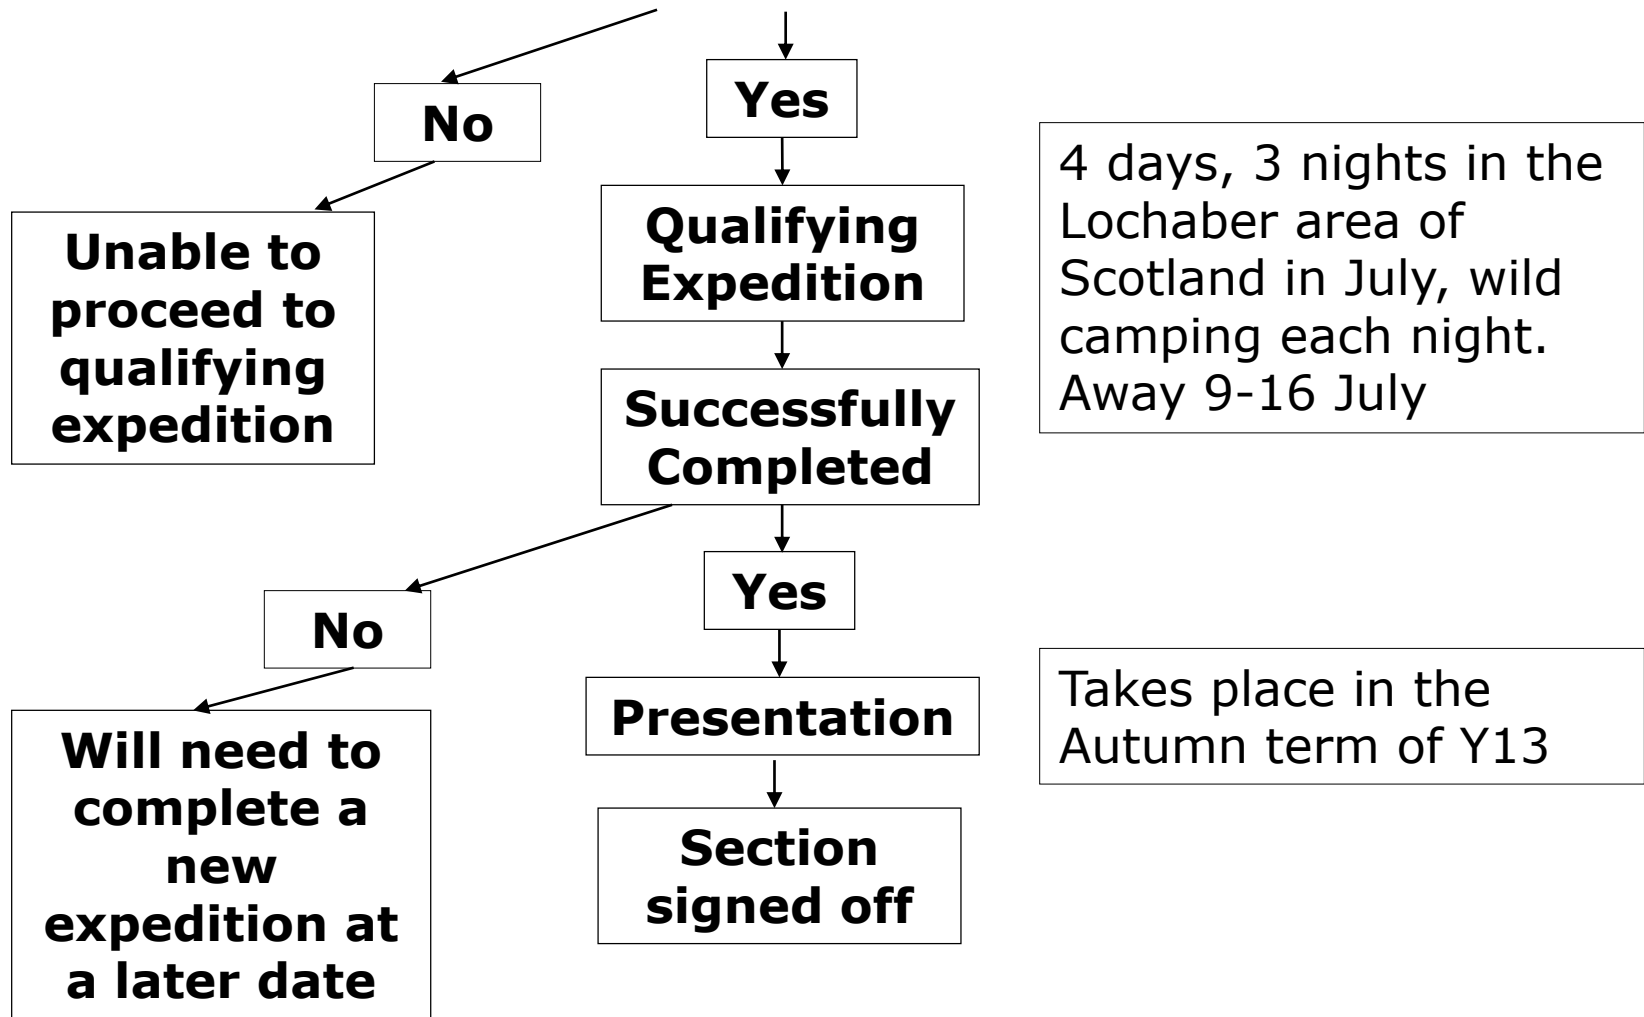 Yes
No
4 days, 3 nights in the
Lochaber area of
Scotland in July, wild
camping each night.
Away 9-16 July
Qualifying
Expedition
Unable to
proceed to
qualifying
expedition
Successfully
Completed
Yes
No
Takes place in the
Autumn term of Y13
Presentation
Will need to
complete a
new
expedition at
a later date
Section
signed off